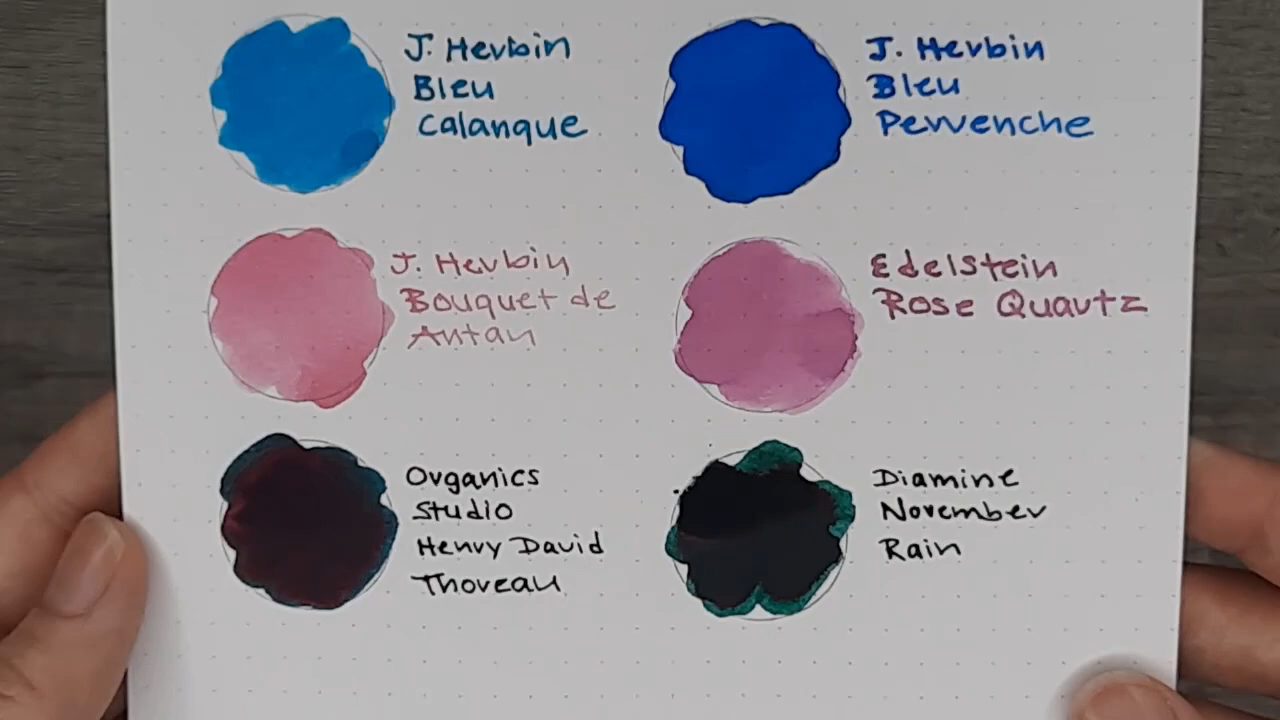 J. Herbin
Bleu
Calanque
J. Herbin
Bleu
Pervenche
J. Herbin
Bouquet de
Antan
Edelstein
Rose Quartz
Organics
Studio
Henry David
Thoreau
Diamine
November
Rain